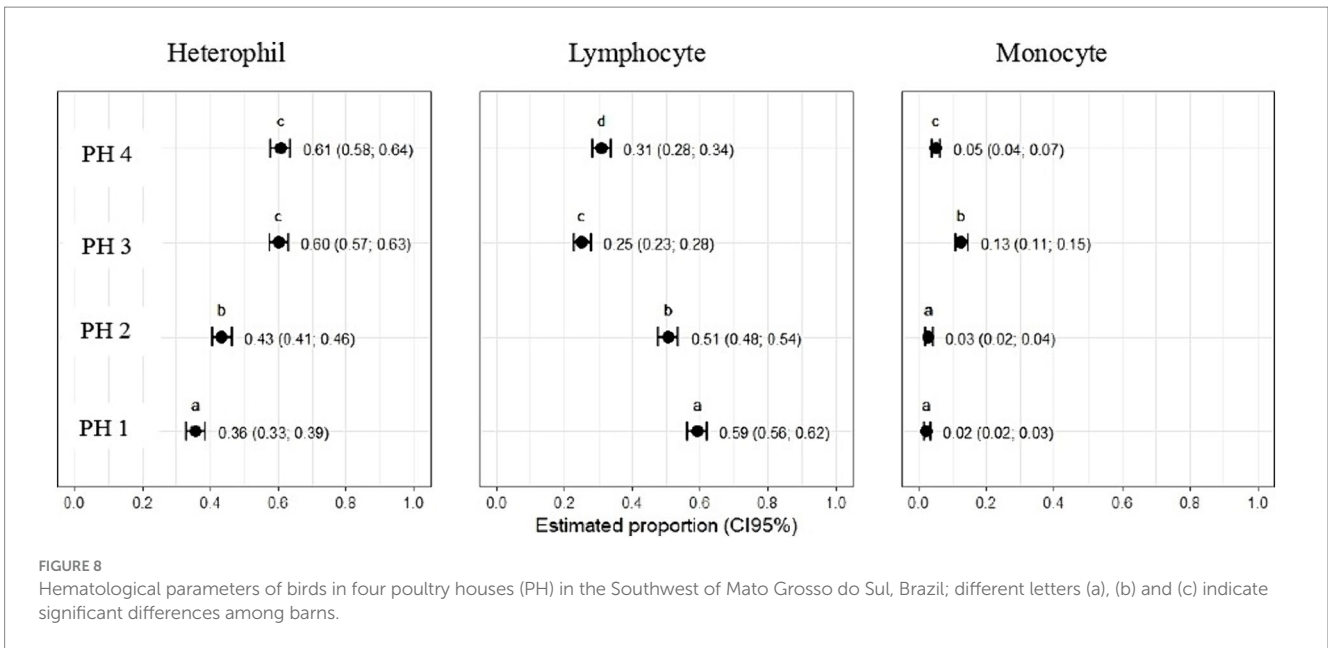 Heterophil
Lymphocyte
Monocyte
PH 4
c
0.61 (0.58; 0.64)
d
0.31 (0.28; 0.34)
c
0.05 (0.04; 0.07)
PH 3
c
0.60 (0.57; 0.63)
c
0.25 (0.23; 0.28)
b
0.13 (0.11; 0.15)
PH 2
b
0.43 (0.41; 0.46)
b
0.51 (0.48; 0.54)
a
0.03 (0.02; 0.04)
PH 1
a
0.36 (0.33; 0.39)
a
0.59 (0.56; 0.62)
a
0.02 (0.02; 0.03)
0.0 0.2 0.4 0.6 0.8 1.0
0.0 0.2 0.4 0.6 0.8 1.0
0.0 0.2 0.4 0.6 0.8 1.0
Estimated proportion (CI95%)
FIGURE 8
Hematological parameters of birds in four poultry houses (PH) in the Southwest of Mato Grosso do Sul, Brazil; different letters (a), (b) and (c) indicate
significant differences among barns.